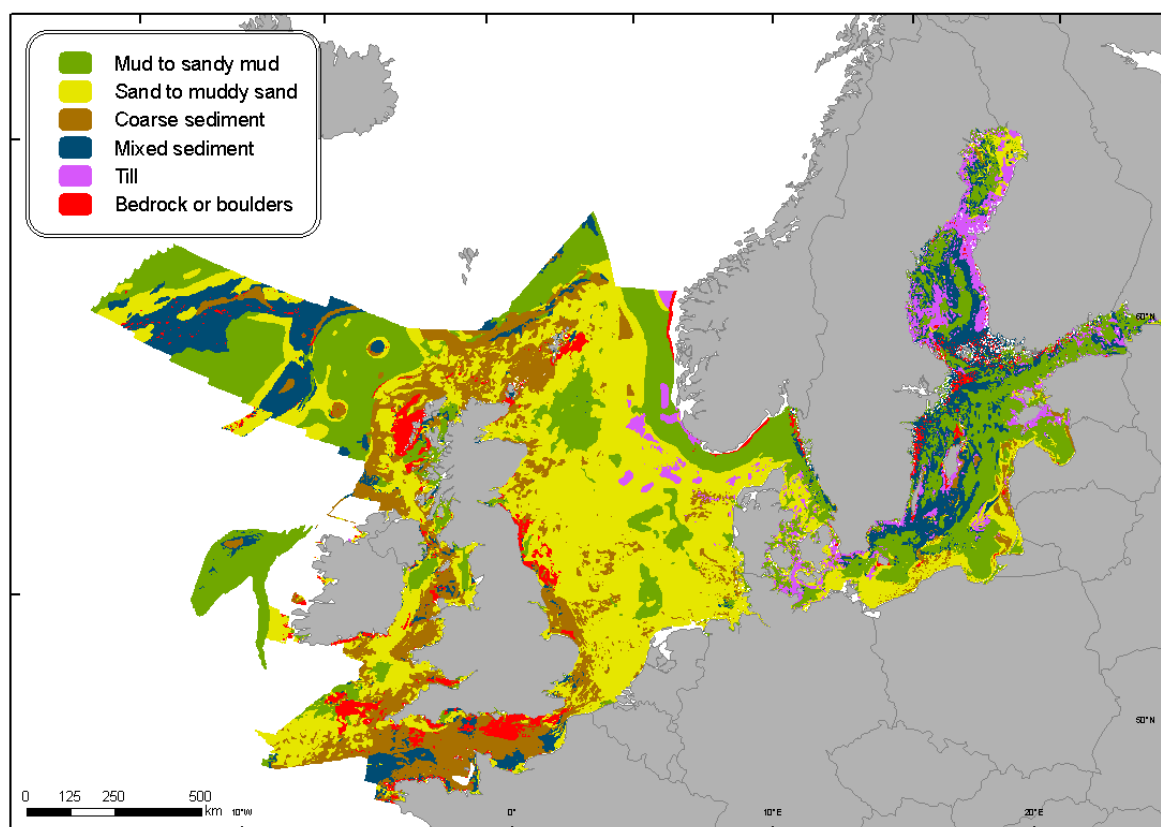 Mud to sandy mud
Sand to muddy sand
Coarse sediment
Mixed sediment
Till
Bedrock or boulders
60°N
50°N
0 125 250 500
km
10°W 0° 10°E 20°E